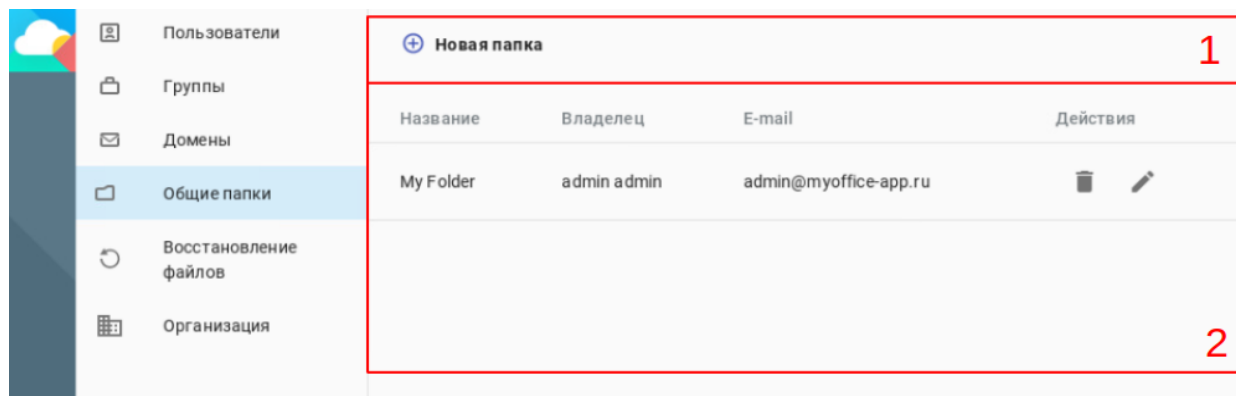 Пользователи
Группы
Домены
Общие папки
Восстановление
файлов
Организация
Новая папка
1
Название Владелец E-mail Действия
My Folder admin admin admin@myoffice-app.ru
2